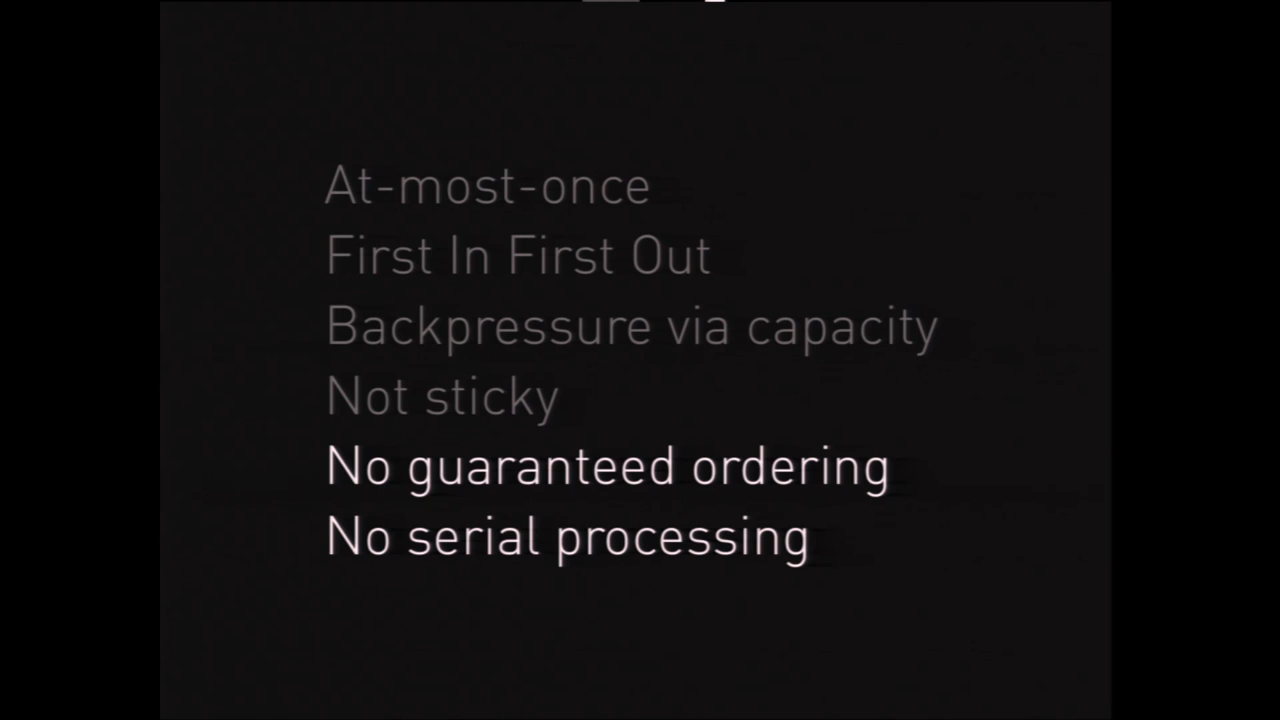 At-most-once
First In First Out
Backpressure via capacity
Not sticky
No guaranteed ordering
No serial processing